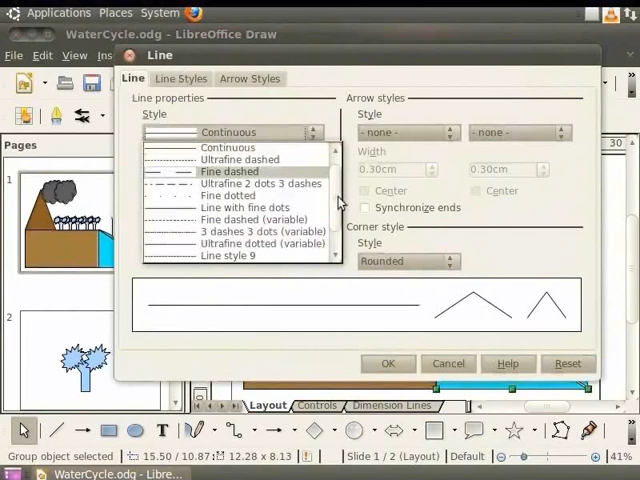 Applications Places System
WaterCycle.odg - LibreOffice Draw
File Edit View Ins
Line
Line Line Styles Arrow Styles
Line properties
Style
Continuous
Continuous
Ultrafine dashed
Fine dashed
Ultrafine 2 dots 3 dashes
Fine dotted
Line with fine dots
Fine dashed (variable)
3 dashes 3 dots (variable)
Ultrafine dotted (variable)
Line style 9
Arrow styles
Style
- none - - none -
Width
0.30cm 0.30cm
Center Center
Synchronize ends
Corner style
Style
Rounded
OK Cancel Help Reset
Pages
1
2
30
Layout Controls Dimension Lines
Group object selected 15.50 / 10.87 12.28 x 8.13 Slide 1 / 2 (Layout) Default 41%
WaterCycle.odg - Libre...